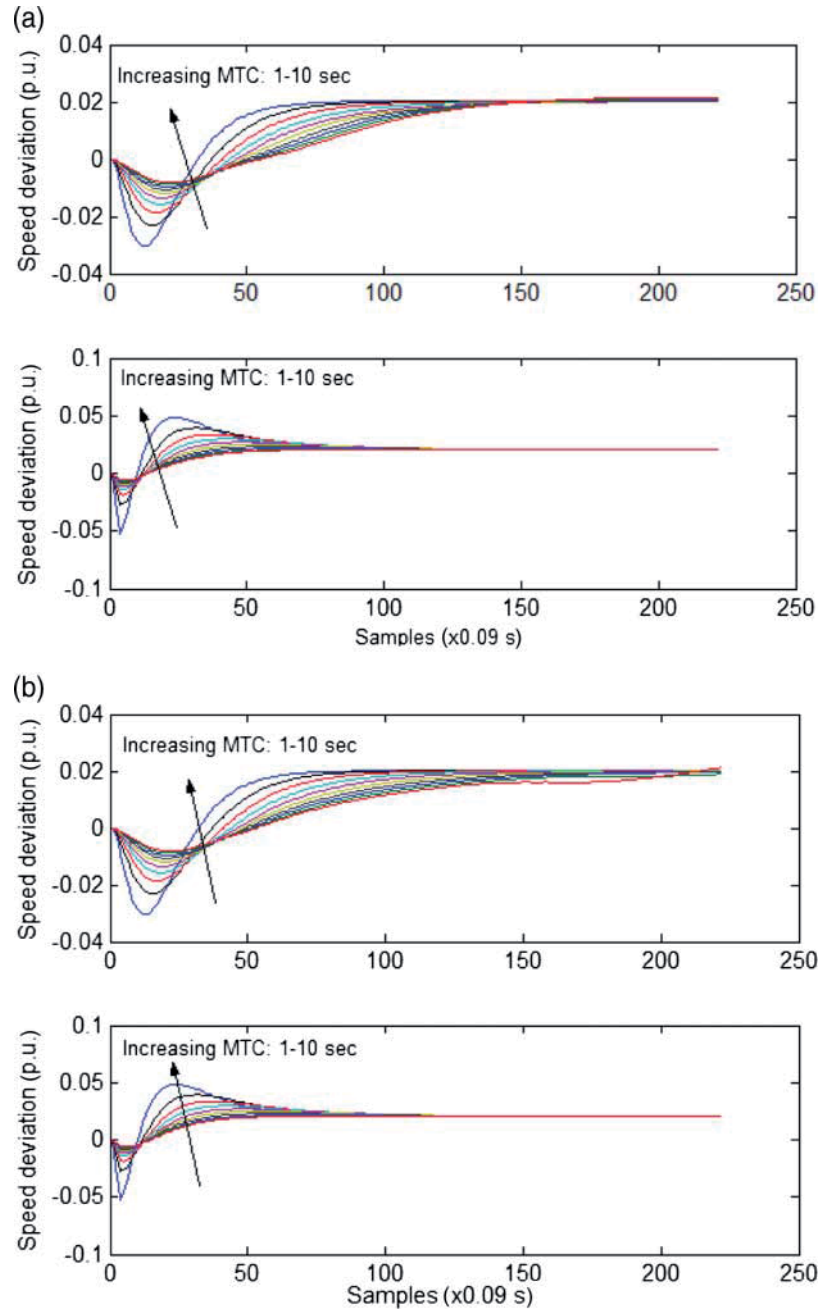 (a)
0.04
0.02
0
-0.02
-0.04
Speed deviation (p.u.)
Increasing MTC: 1-10 sec
0 50 100 150 200 250
0.1
0.05
0
-0.05
-0.1
Speed deviation (p.u.)
Increasing MTC: 1-10 sec
0 50 100 150 200 250
Samples (x0.09 s)
(b)
0.04
0.02
0
-0.02
-0.04
Speed deviation (p.u.)
Increasing MTC: 1-10 sec
0 50 100 150 200 250
0.1
0.05
0
-0.05
-0.1
Speed deviation (p.u.)
Increasing MTC: 1-10 sec
0 50 100 150 200 250
Samples (x0.09 s)